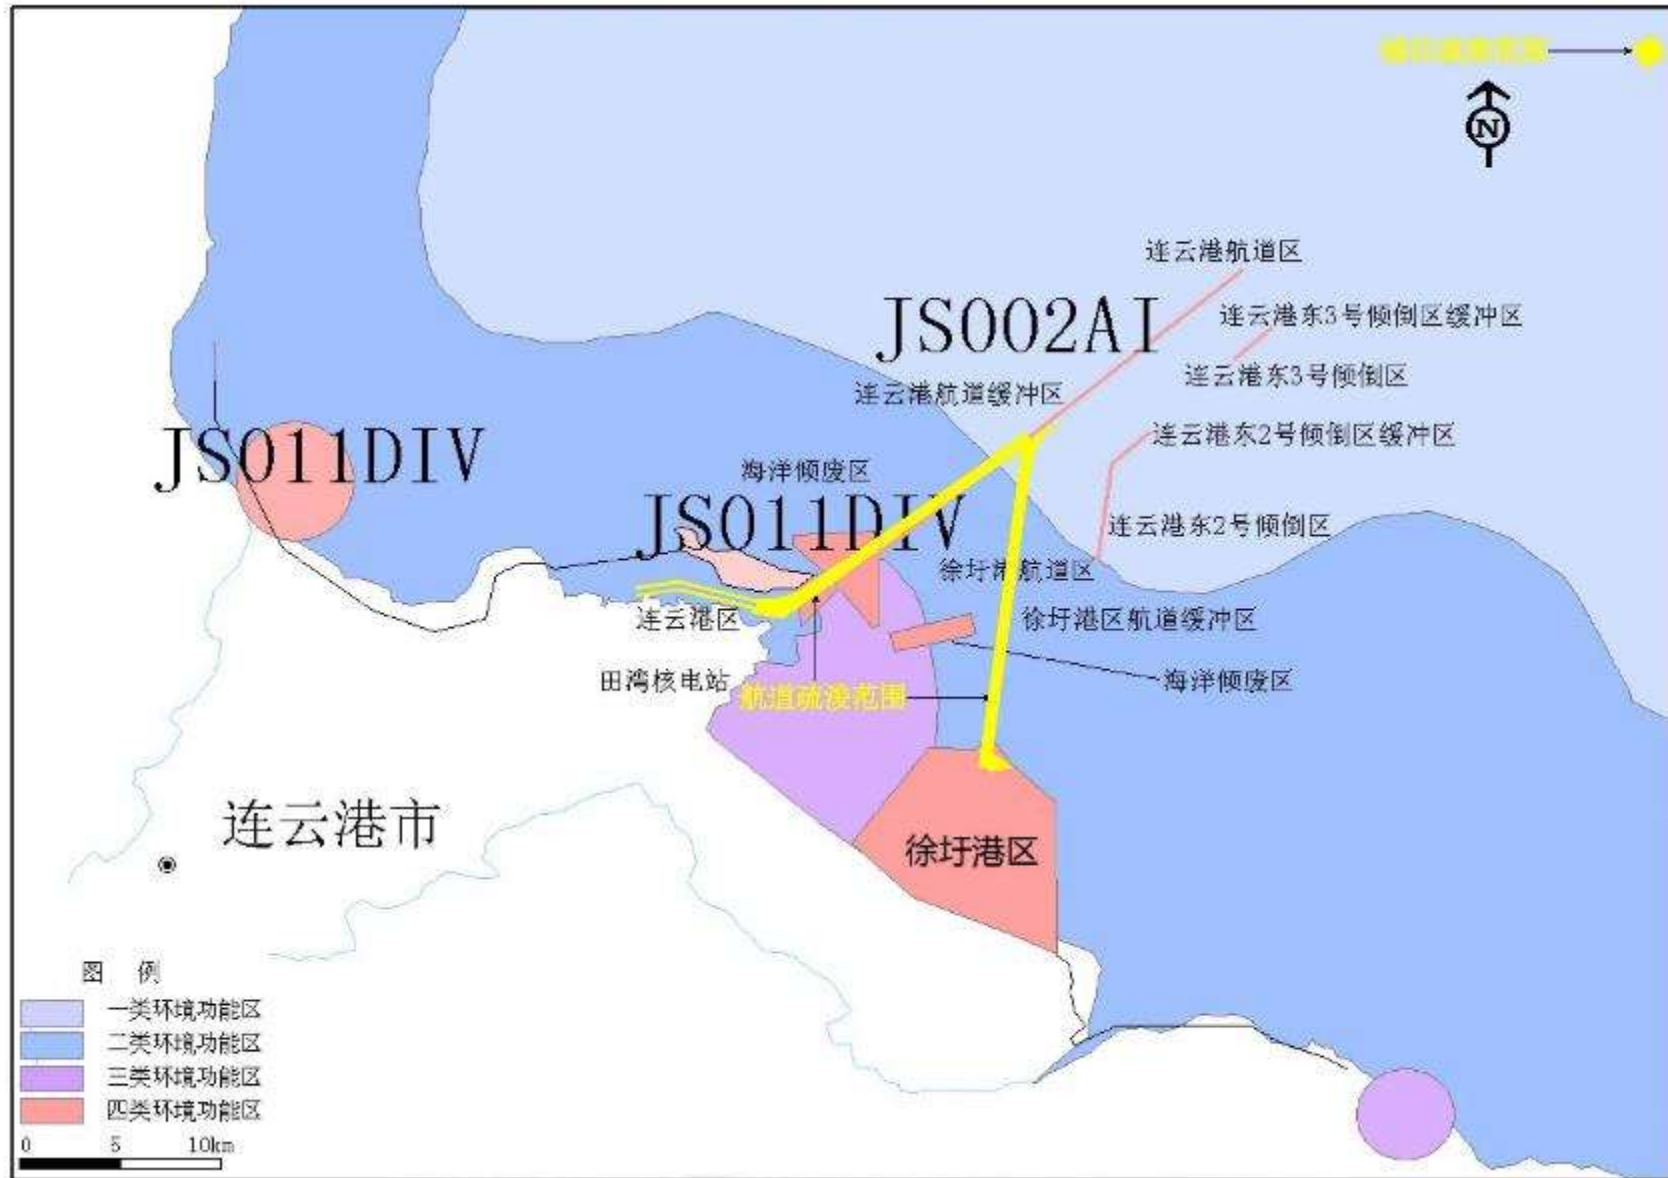 N
连云港航道区
JS002AI
连云港东3号倾倒区缓冲区
连云港东3号倾倒区
连云港航道缓冲区
连云港东2号倾倒区缓冲区
JS011DIV
海洋倾废区
JS011DIV
连云港东2号倾倒区
徐圩港航道区
连云港区
徐圩港区航道缓冲区
田湾核电站
海洋倾废区
航道疏浚范围
连云港市
徐圩港区
图 例
一类环境功能区
二类环境功能区
三类环境功能区
四类环境功能区
0 5 10km